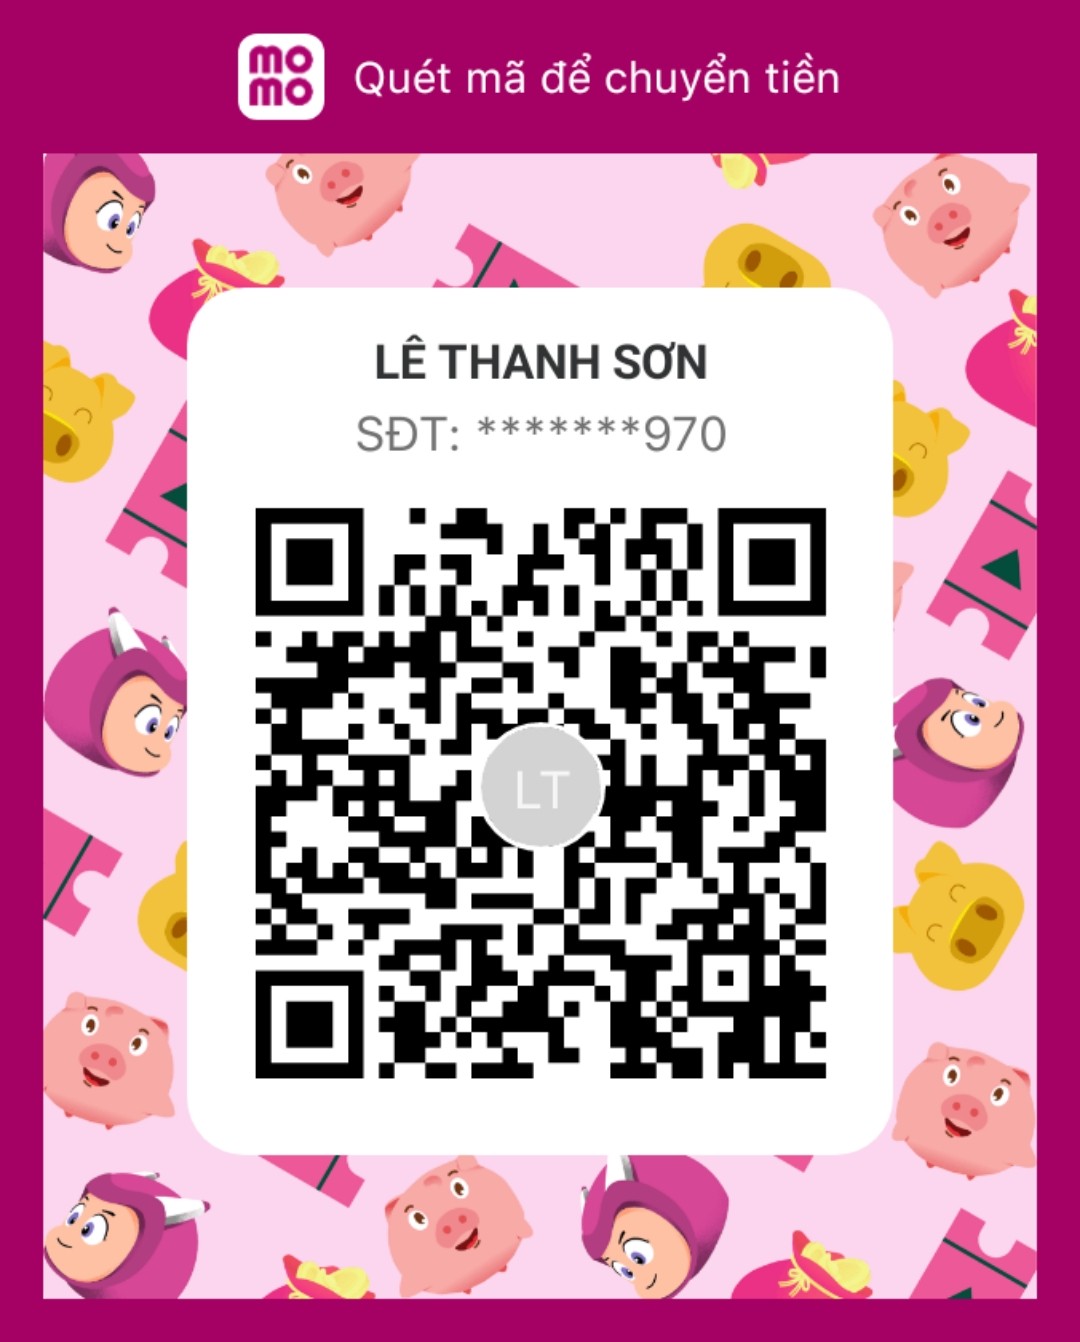 mo
mo
Quét mã để chuyển tiền
LÊ THANH SƠN
SĐT: *******970
LT